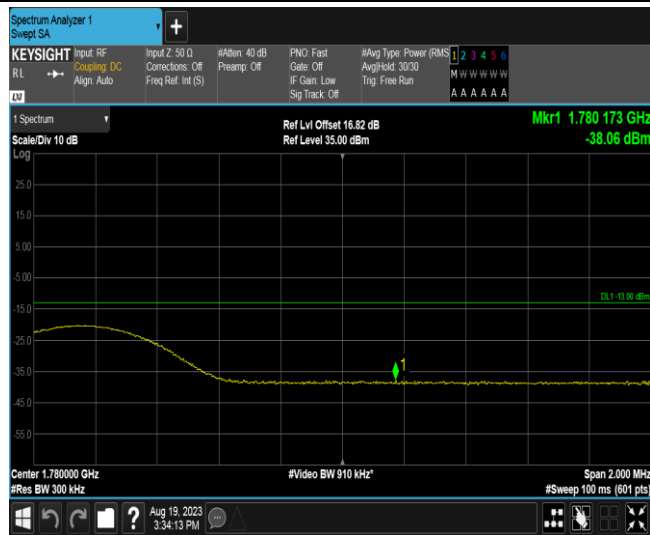 Spectrum Analyzer 1
Swept SA
+
KEYSIGHT
RL
Input: RF
Coupling: DC
Align: Auto
Input Z: 50 Ω
Corrections: Off
Freq Ref: Int (S)
#Atten: 40 dB
Preamp: Off
PNO: Fast
Gate: Off
IF Gain: Low
Sig Track: Off
#Avg Type: Power (RMS
Avg|Hold: 30/30
Trig: Free Run
1 2 3 4 5 6
M W W W W W
A A A A A A
LXI
1 Spectrum
Scale/Div 10 dB
Ref Lvl Offset 16.82 dB
Ref Level 35.00 dBm
Mkr1 1.780 173 GHz
-38.06 dBm
Log
25.0
15.0
5.00
-5.00
DL1 -13.00 dBm
-15.0
-25.0
-35.0
1
-45.0
-55.0
Center 1.780000 GHz
#Video BW 910 kHz*
Span 2.000 MHz
#Res BW 300 kHz
#Sweep 100 ms (601 pts)
?
Aug 19, 2023
3:34:13 PM